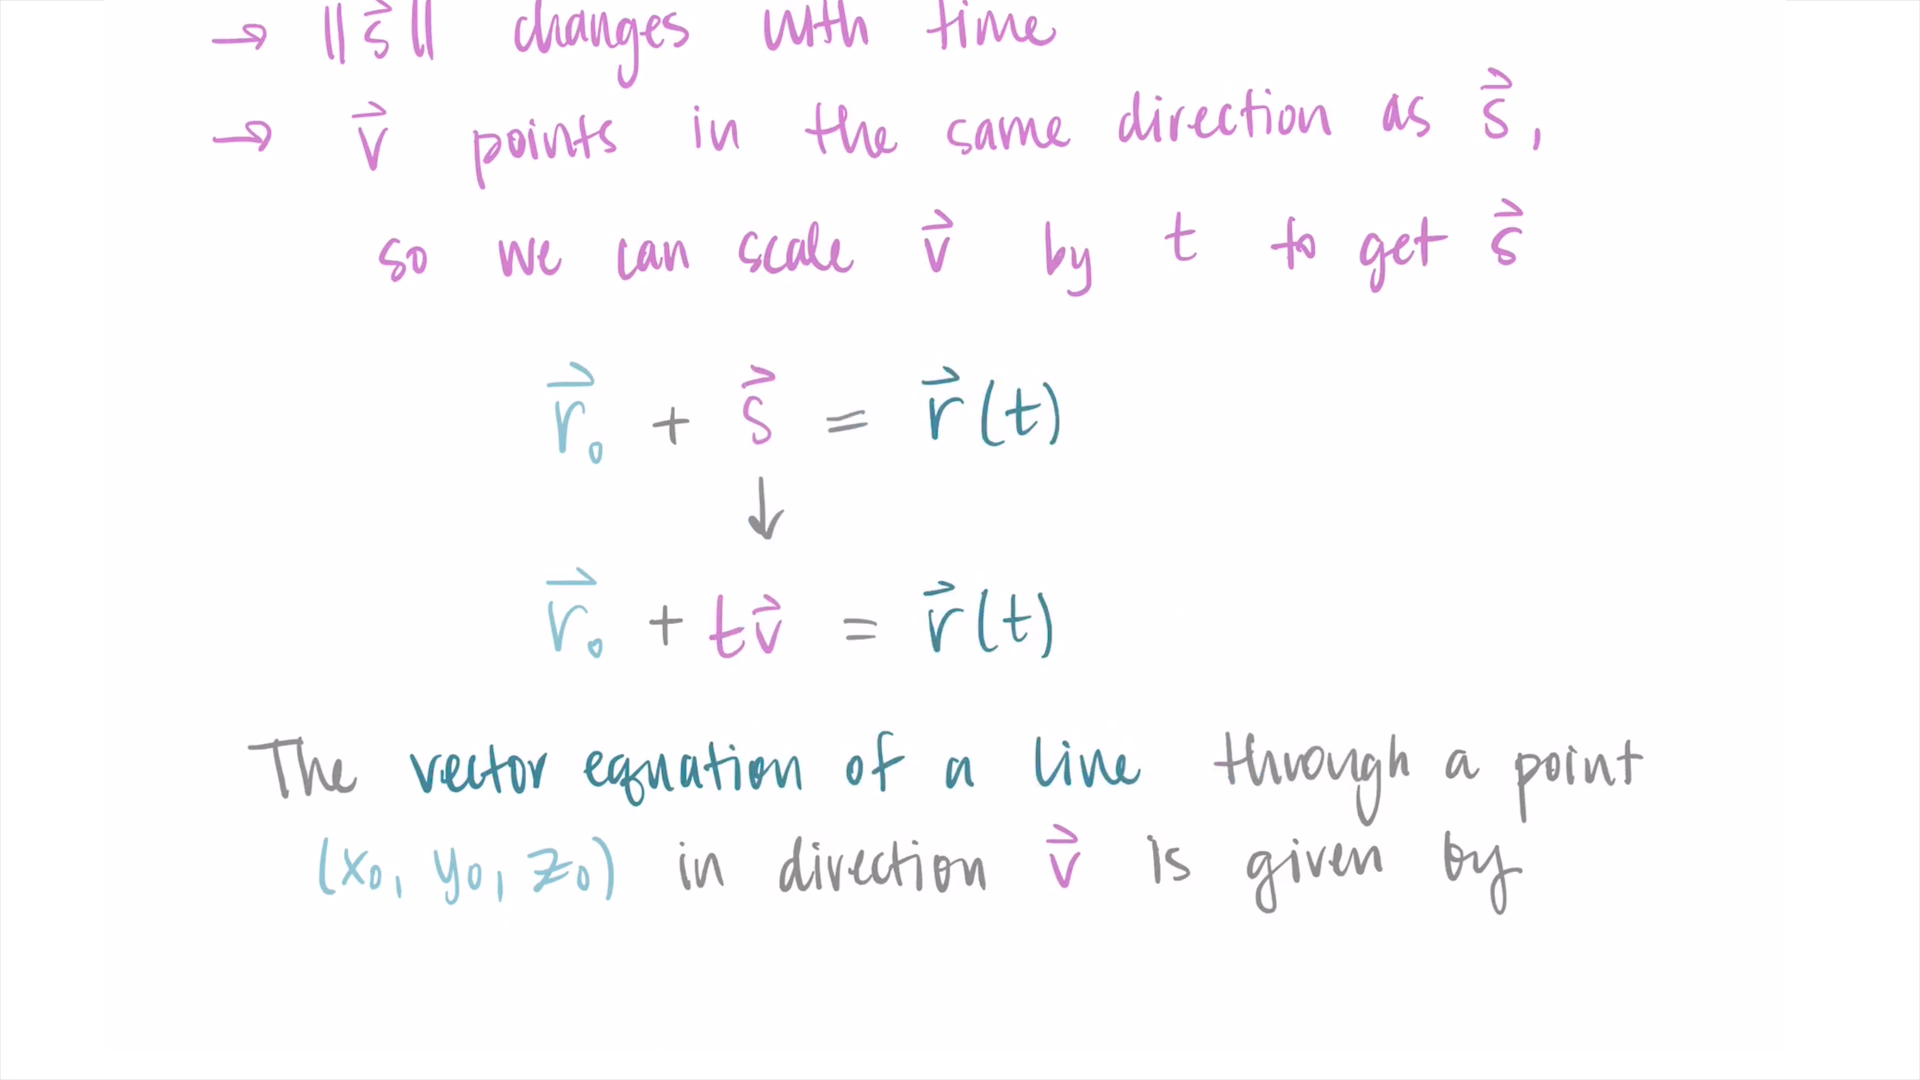 → ||s⃗|| changes with time
→ v⃗ points in the same direction as s⃗,
so we can scale v⃗ by t to get s⃗
r⃗₀ + s⃗ = r⃗(t)
↓
r⃗₀ + tv⃗ = r⃗(t)
The vector equation of a line through a point
(x₀, y₀, z₀) in direction v⃗ is given by